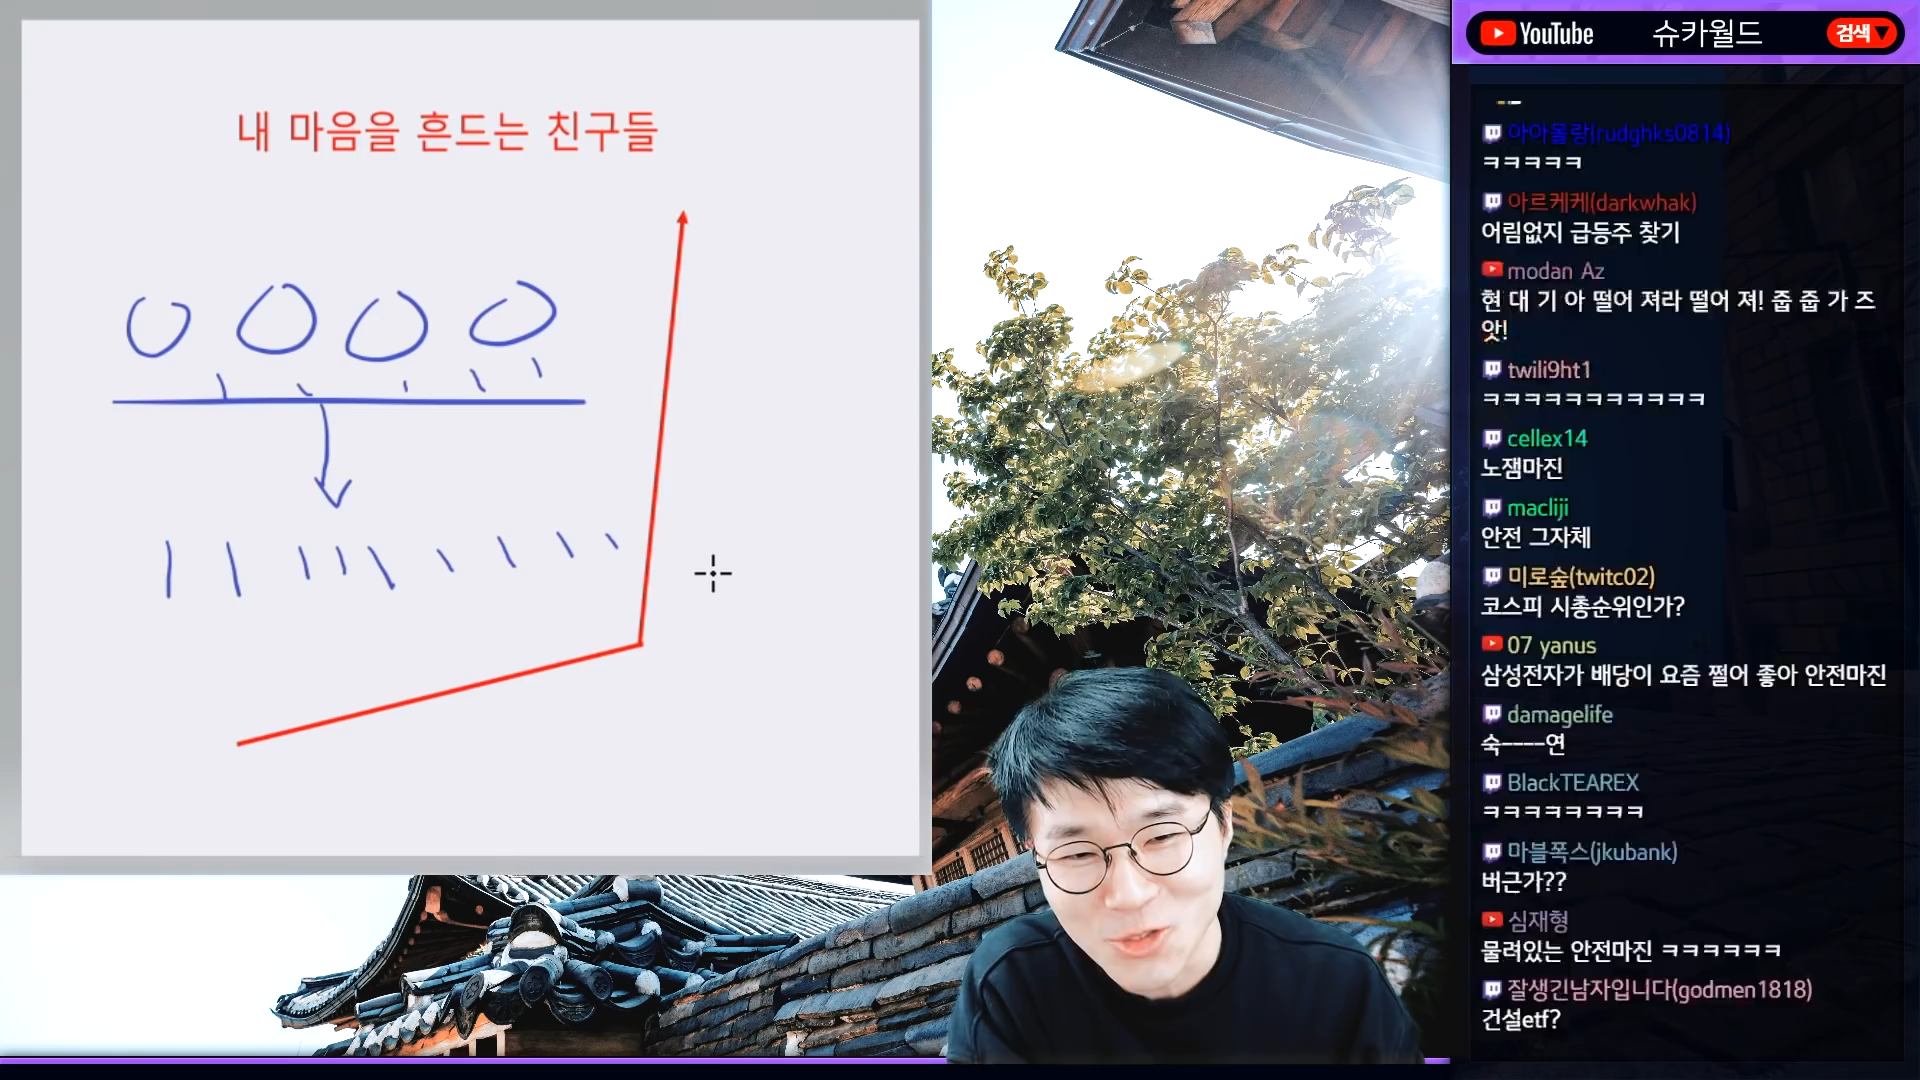 내 마음을 흔드는 친구들
YouTube 슈카월드 검색▼
아아몰랑(rudghks0814)
ㅋㅋㅋㅋㅋ
아르케케(darkwhak)
어림없지 급등주 찾기
modan Az
현 대 기 아 떨어 져라 떨어 져! 줍 줍 가 즈
앗!
twili9ht1
ㅋㅋㅋㅋㅋㅋㅋㅋㅋㅋㅋ
cellex14
노잼마진
macliji
안전 그자체
미로숲(twitc02)
코스피 시총순위인가?
07 yanus
삼성전자가 배당이 요즘 쩔어 좋아 안전마진
damagelife
숙----연
BlackTEAREX
ㅋㅋㅋㅋㅋㅋㅋㅋ
마블폭스(jkubank)
버근가??
심재형
물려있는 안전마진 ㅋㅋㅋㅋㅋㅋ
잘생긴남자입니다(godmen1818)
건설etf?